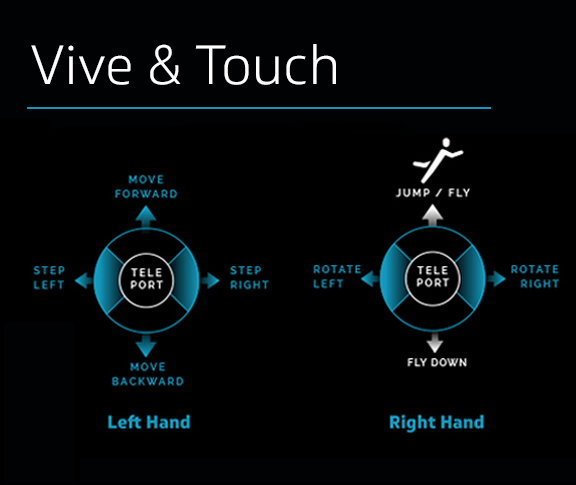 Vive & Touch
MOVE
FORWARD
STEP
LEFT
TELE
PORT
STEP
RIGHT
MOVE
BACKWARD
Left Hand
JUMP / FLY
ROTATE
LEFT
TELE
PORT
ROTATE
RIGHT
FLY DOWN
Right Hand